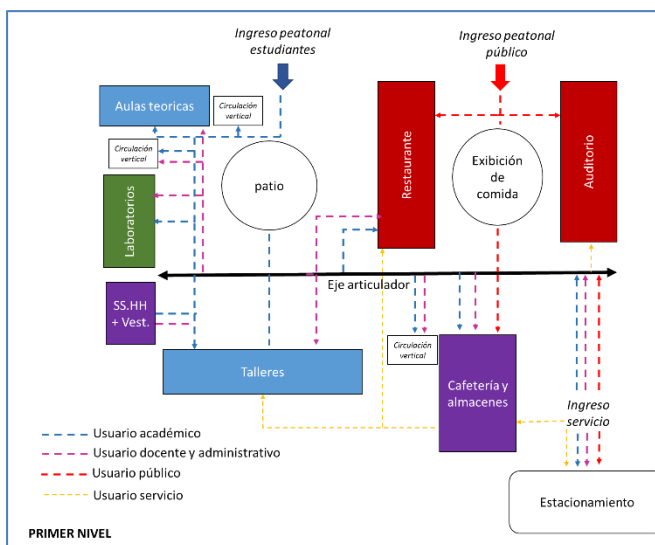 Ingreso peatonal
estudiantes
Ingreso peatonal
público
Aulas teoricas
Circulación
vertical
Circulación
vertical
Laboratorios
patio
Restaurante
Exibición
de
comida
Auditorio
Eje articulador
SS.HH
+ Vest.
Talleres
Circulación
vertical
Cafetería y
almacenes
Ingreso
servicio
Usuario académico
Usuario docente y administrativo
Usuario público
Usuario servicio
Estacionamiento
PRIMER NIVEL